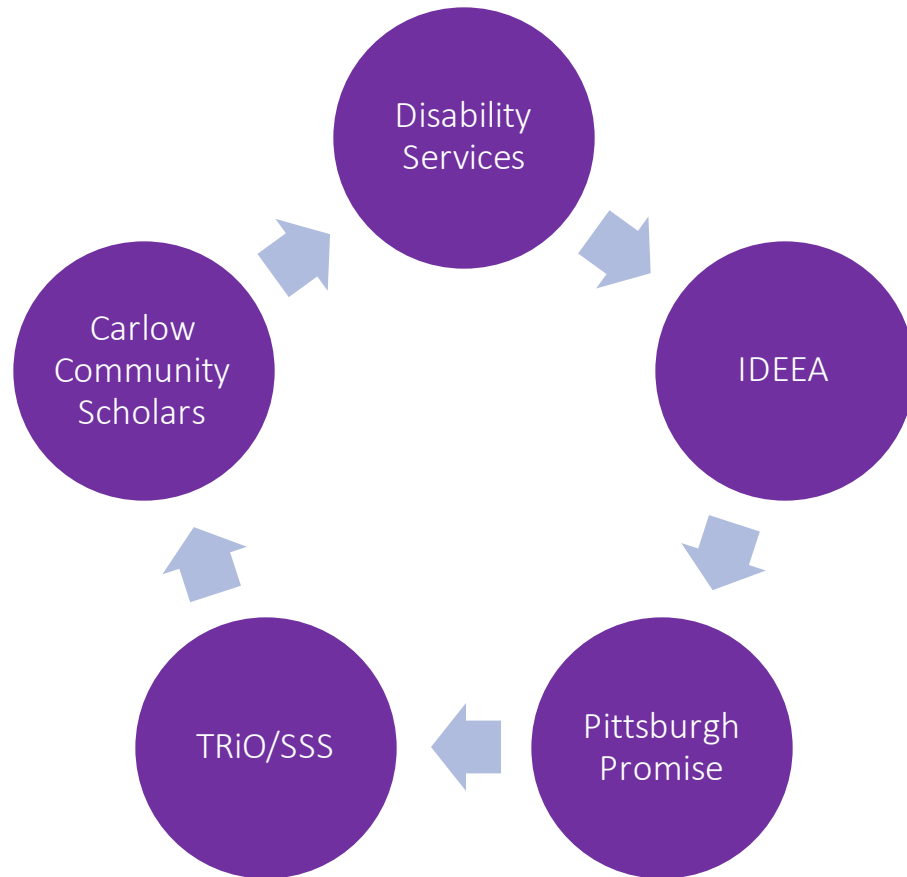 Disability
Services
IDEEA
Pittsburgh
Promise
TRiO/SSS
Carlow
Community
Scholars